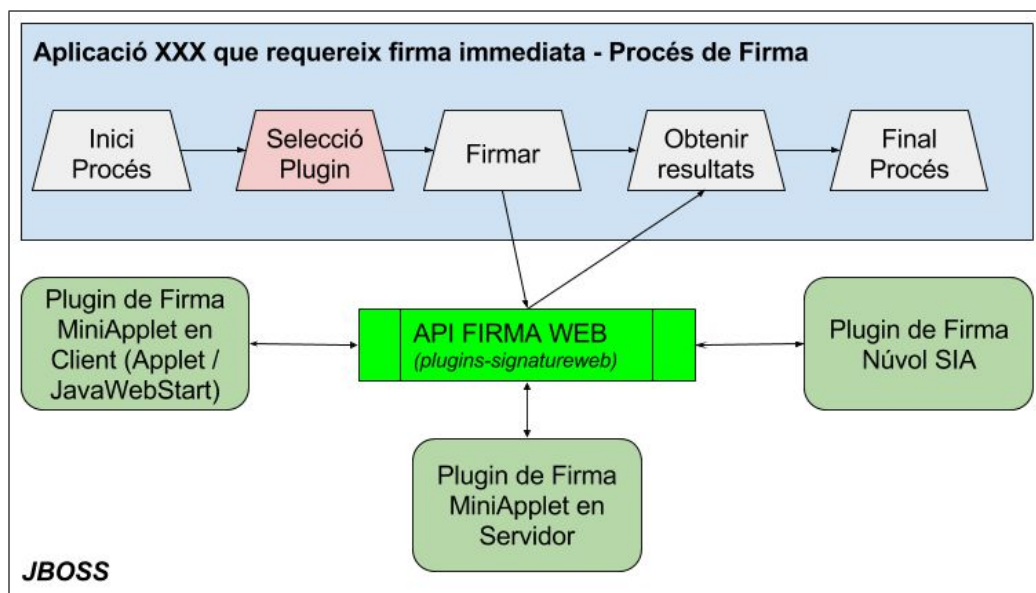 Aplicació XXX que requereix firma immediata - Procés de Firma
Inici
Procés
Selecció
Plugin
Firmar
Obtenir
resultats
Final
Procés
Plugin de Firma
MiniApplet en
Client (Applet /
JavaWebStart)
API FIRMA WEB
(plugins-signatureweb)
Plugin de Firma
Núvol SIA
Plugin de Firma
MiniApplet en
Servidor
JBOSS